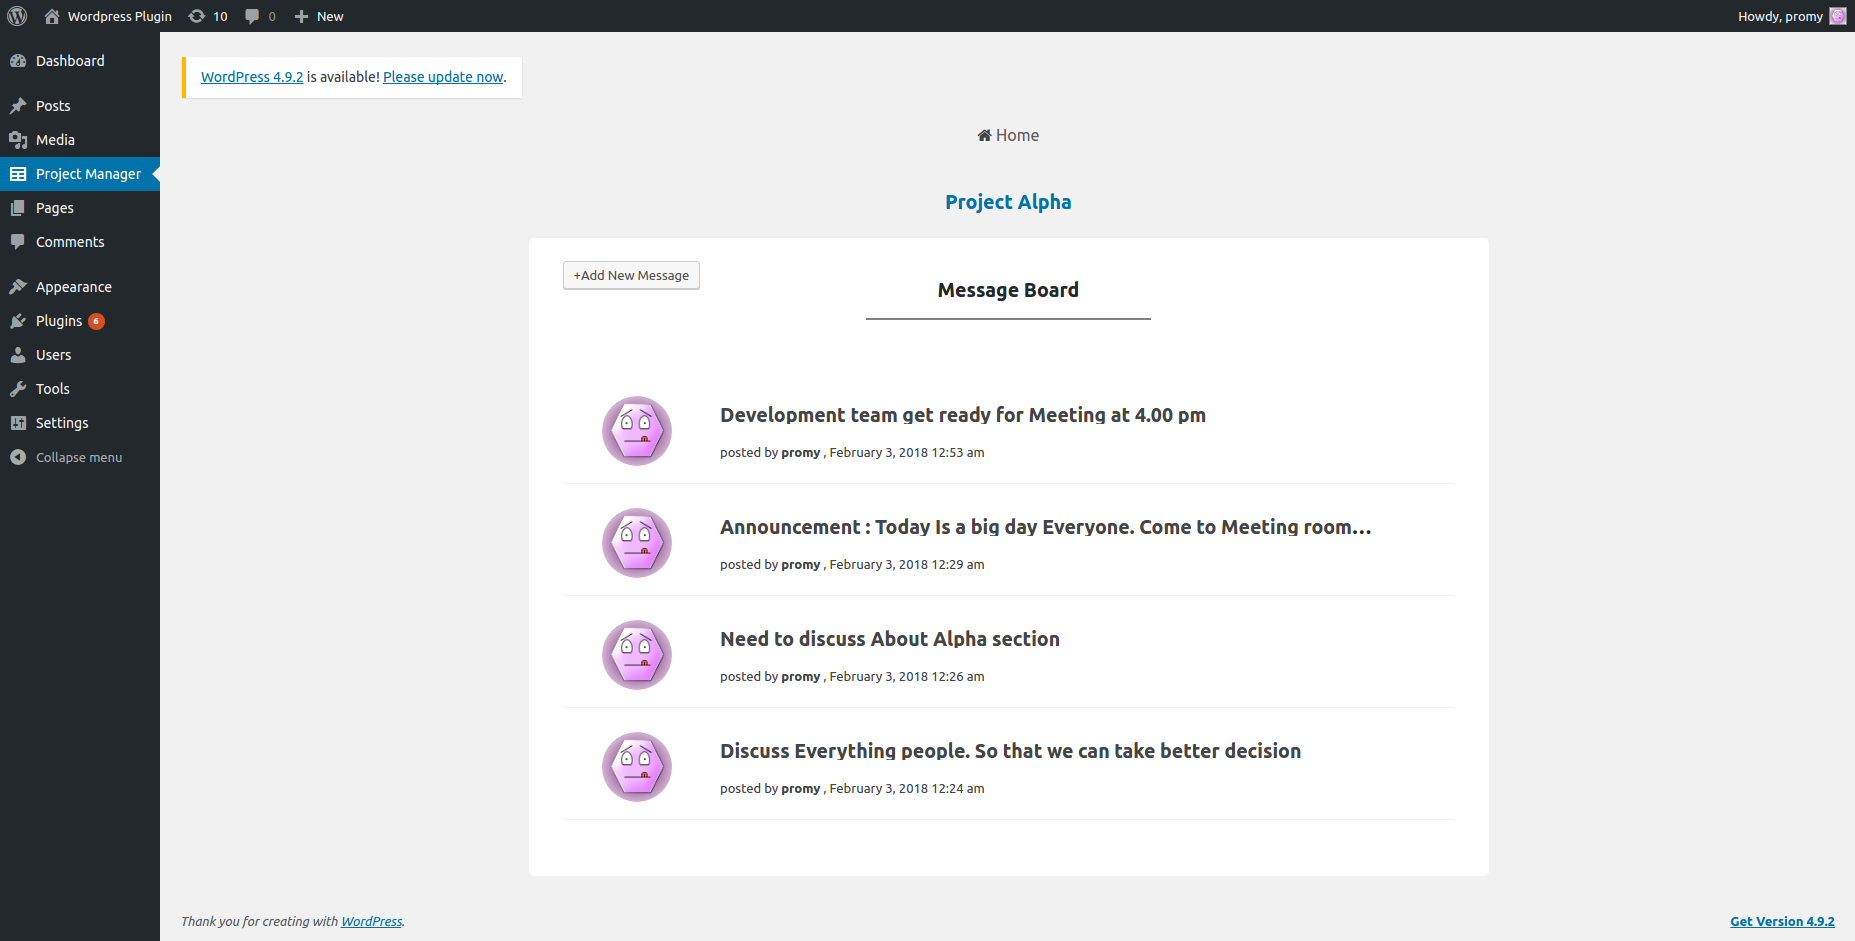 Wordpress Plugin 10 0 New Howdy, promy
Dashboard
Posts
Media
Project Manager
Pages
Comments
Appearance
Plugins 6
Users
Tools
Settings
Collapse menu
WordPress 4.9.2 is available! Please update now.
Home
Project Alpha
+Add New Message
Message Board
Development team get ready for Meeting at 4.00 pm
posted by promy , February 3, 2018 12:53 am
Announcement : Today Is a big day Everyone. Come to Meeting room...
posted by promy , February 3, 2018 12:29 am
Need to discuss About Alpha section
posted by promy , February 3, 2018 12:26 am
Discuss Everything people. So that we can take better decision
posted by promy , February 3, 2018 12:24 am
Thank you for creating with WordPress.
Get Version 4.9.2